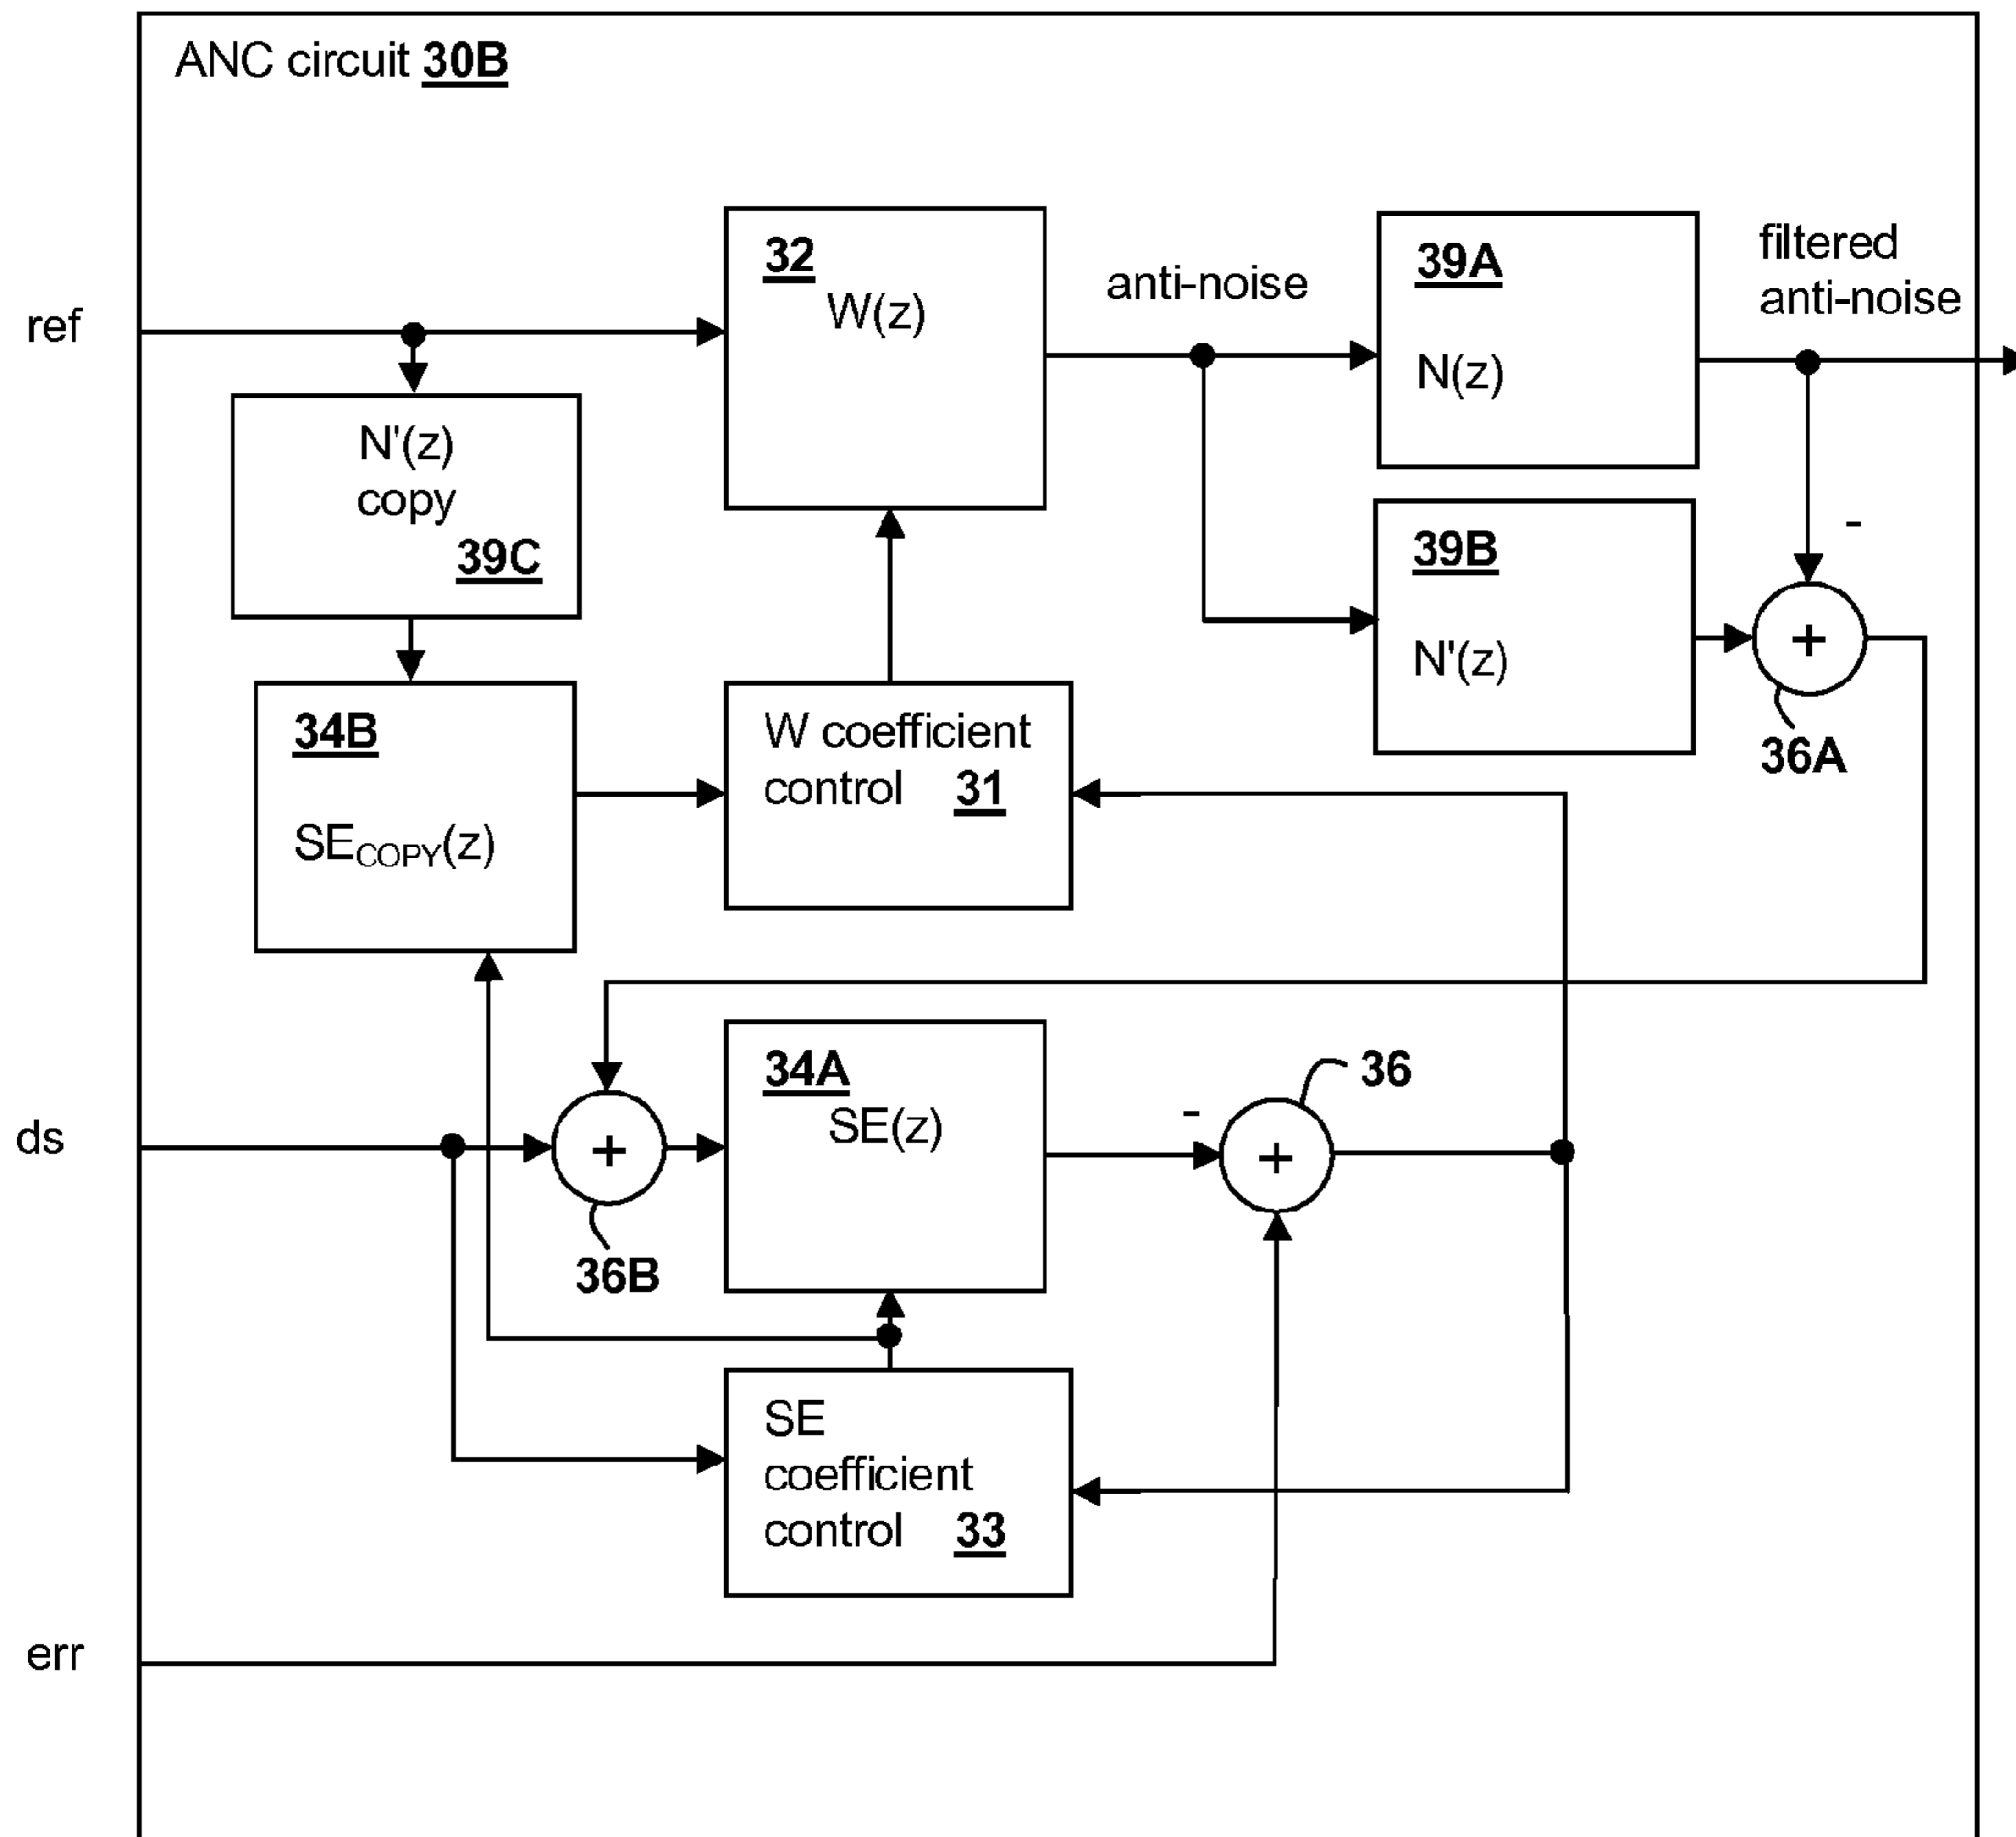 ANC circuit 30B
ref
32
W(z)
anti-noise
39A
N(z)
filtered
anti-noise
N'(z)
copy
39C
39B
N'(z)
-
+
36A
34B
SECOPY(z)
W coefficient
control 31
ds
+
36B
34A
SE(z)
-
+
36
SE
coefficient
control 33
err